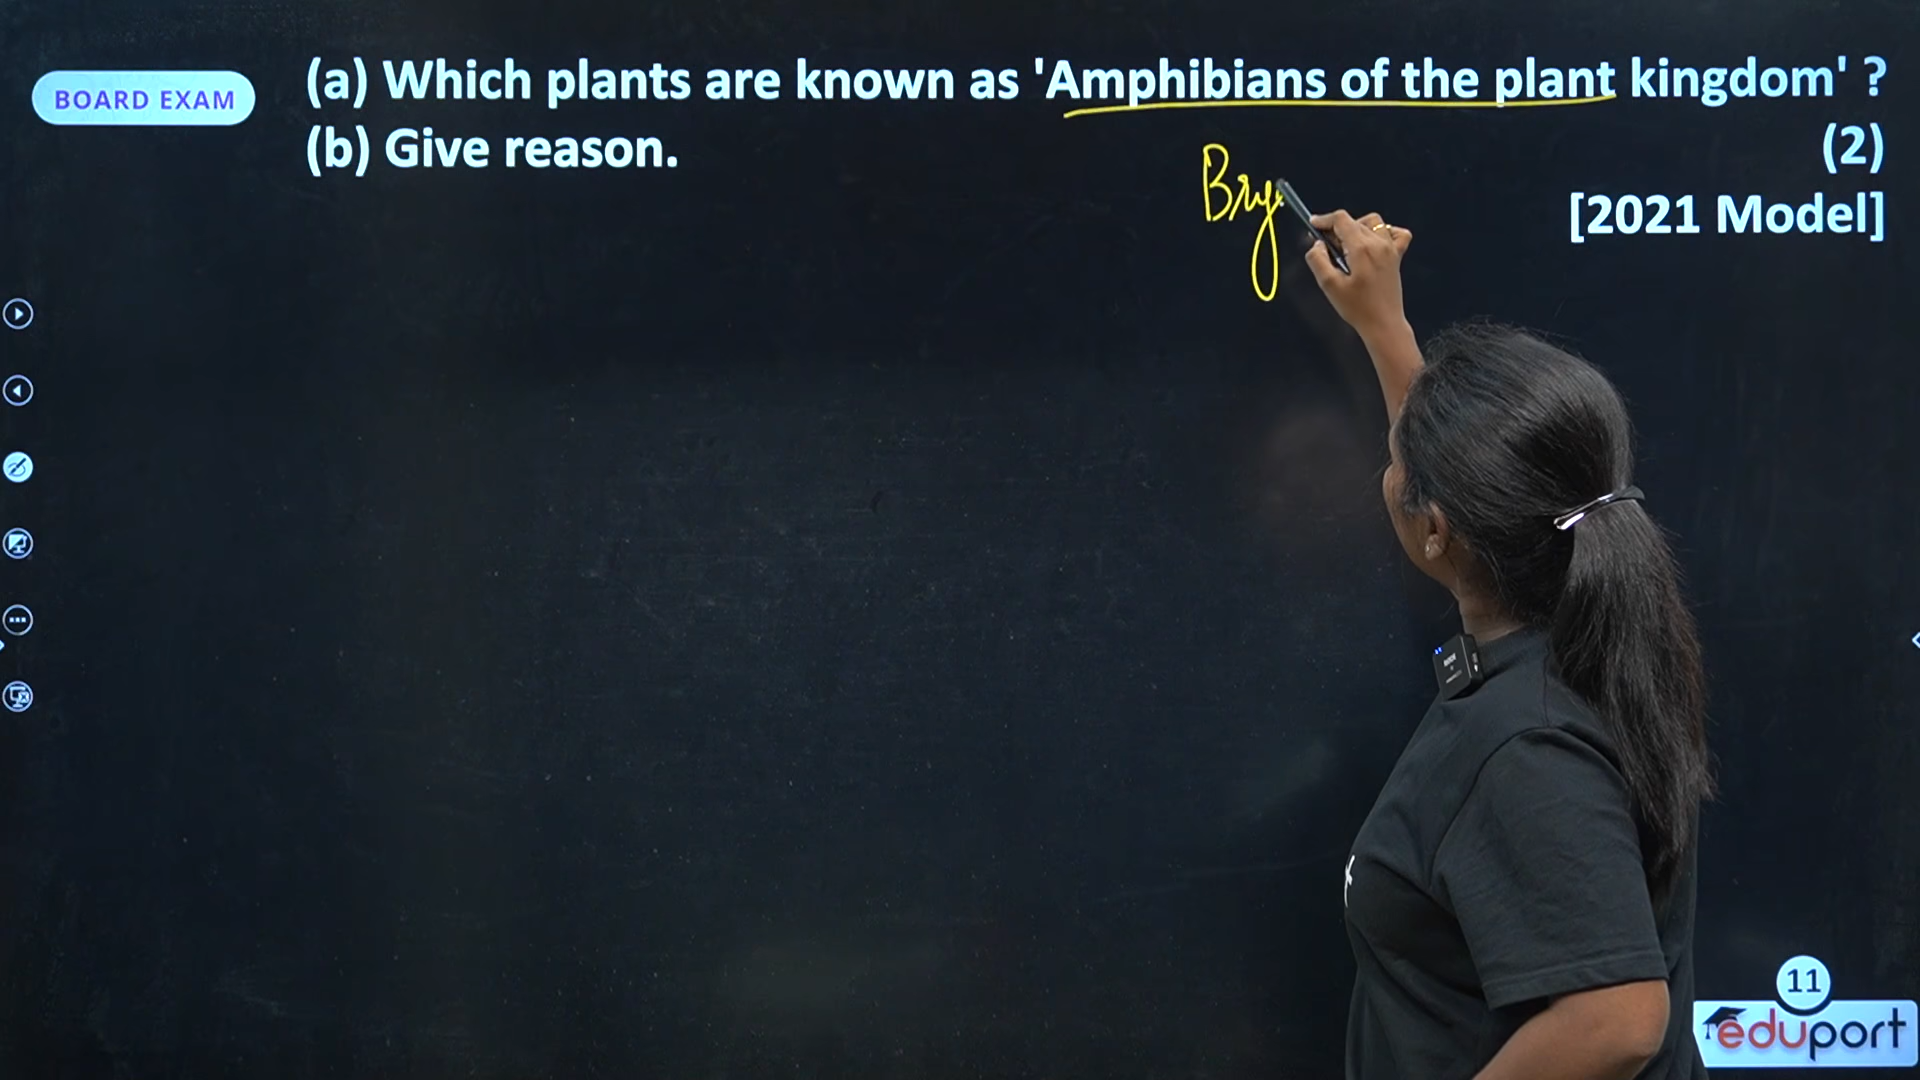 BOARD EXAM
(a) Which plants are known as 'Amphibians of the plant kingdom' ?
(b) Give reason.
(2)
[2021 Model]
Bry
11
eduport